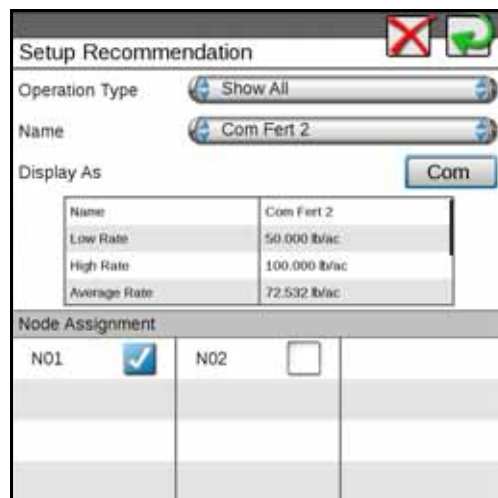 Setup Recommendation
Operation Type Show All
Name Com Fert 2
Display As Com
Name Com Fert 2
Low Rate 50.000 lb/ac
High Rate 100.000 lb/ac
Average Rate 72.532 lb/ac
Node Assignment
N01 N02